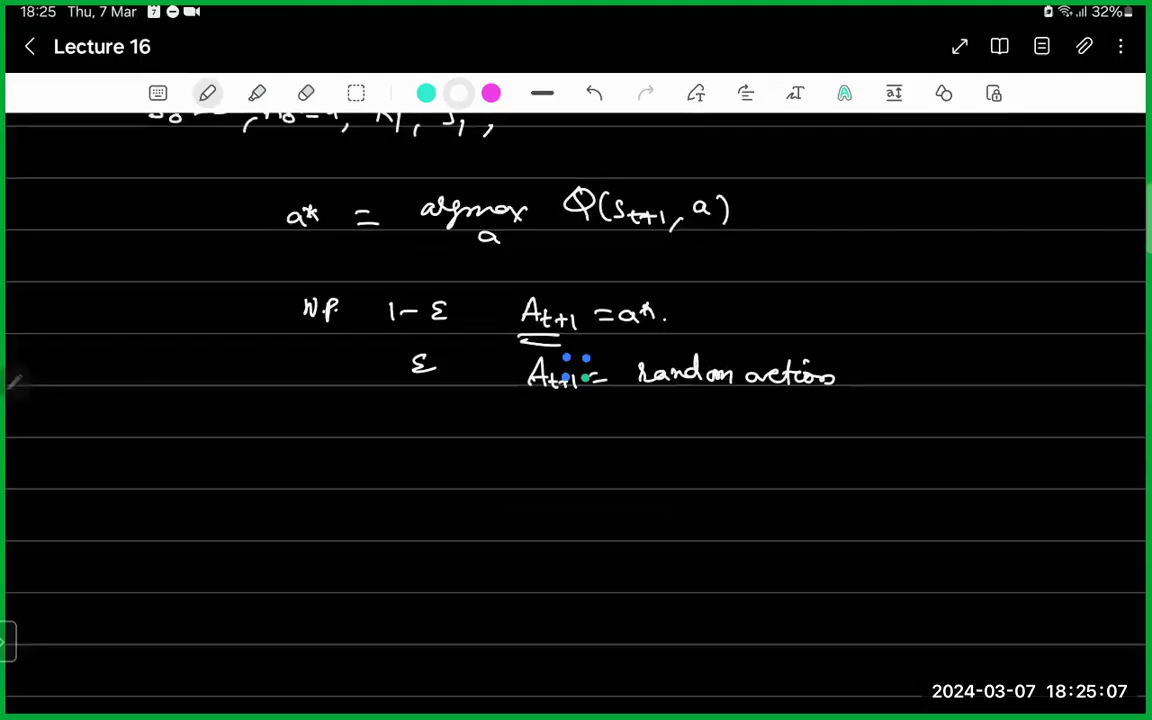 18:25 Thu, 7 Mar 7 32%
Lecture 16
a* = argmax Q(St+1, a)
a
W.P. 1-ε At+1 = a*.
ε At+1 = random action
2024-03-07 18:25:07